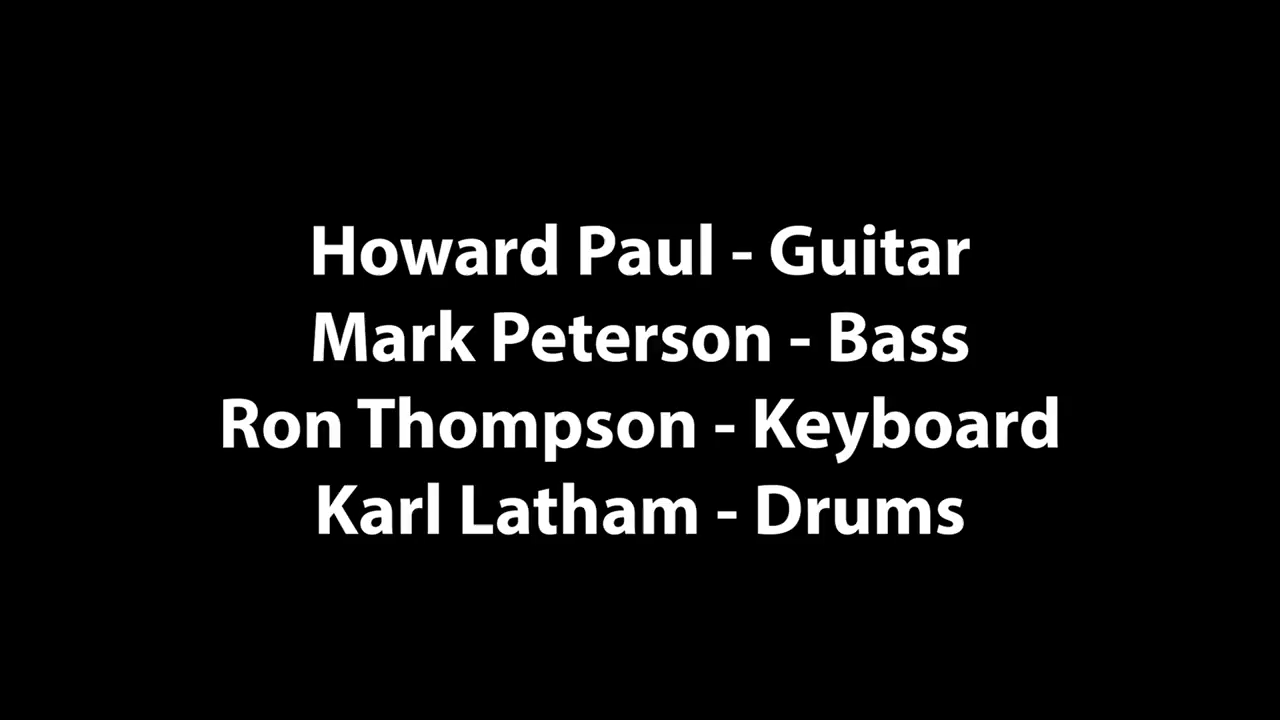 Howard Paul - Guitar
Mark Peterson - Bass
Ron Thompson - Keyboard
Karl Latham - Drums